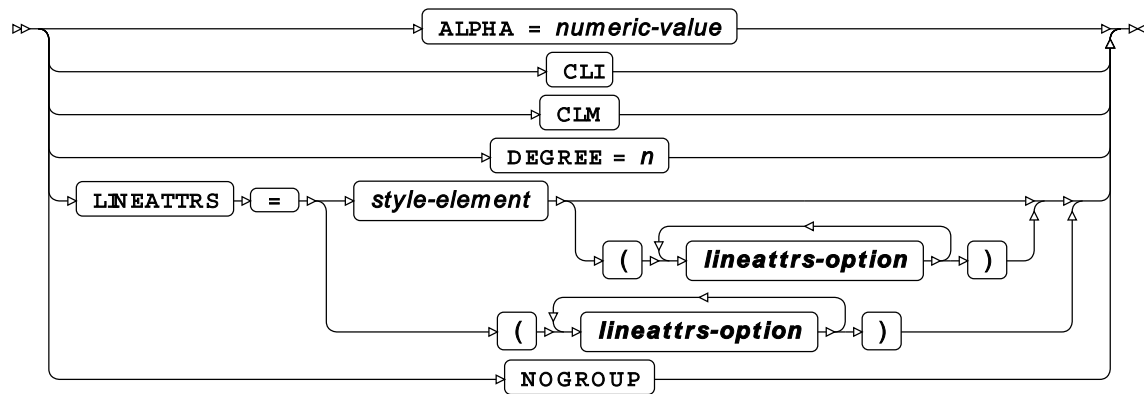 ALPHA = numeric-value
CLI
CLM
DEGREE = n
LINEATTRS = style-element
( lineattrs-option )
( lineattrs-option )
NOGROUP